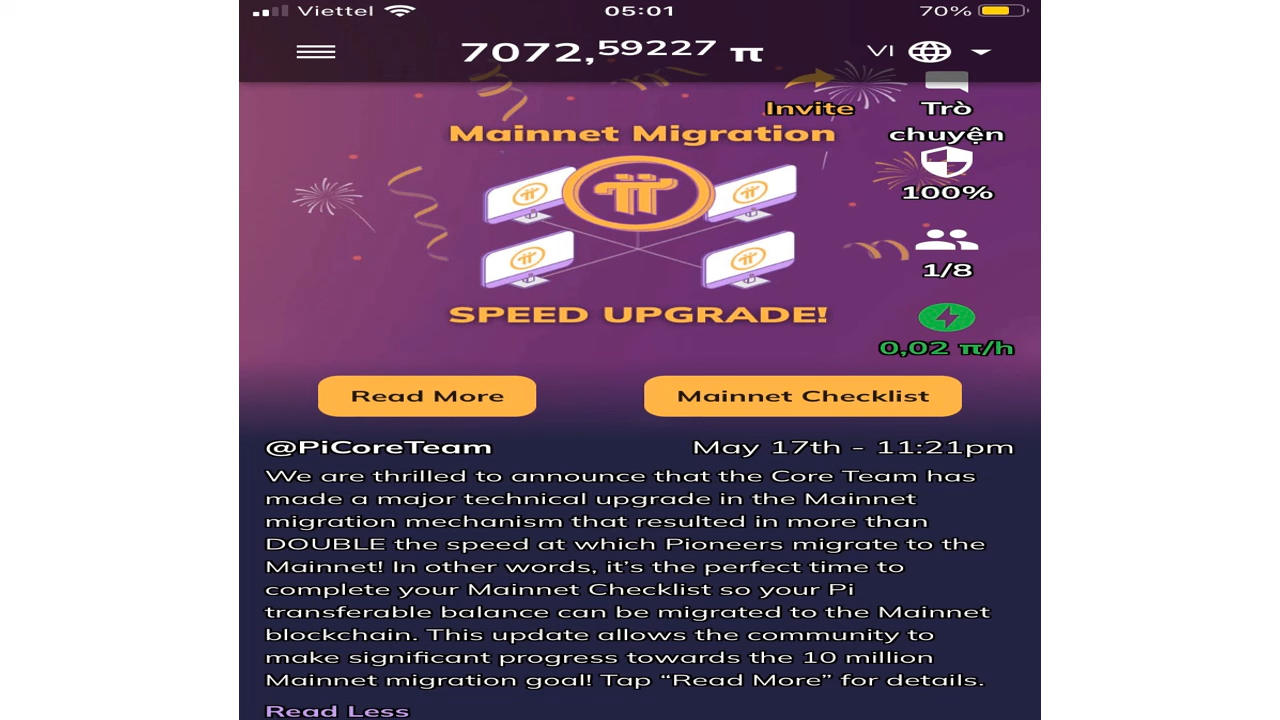 Viettel 05:01 70%
7072,59227 π VI
Invite
Trò
chuyện
Mainnet Migration
100%
1/8
SPEED UPGRADE!
0,02 π/h
Read More
Mainnet Checklist
@PiCoreTeam May 17th - 11:21pm
We are thrilled to announce that the Core Team has
made a major technical upgrade in the Mainnet
migration mechanism that resulted in more than
DOUBLE the speed at which Pioneers migrate to the
Mainnet! In other words, it’s the perfect time to
complete your Mainnet Checklist so your Pi
transferable balance can be migrated to the Mainnet
blockchain. This update allows the community to
make significant progress towards the 10 million
Mainnet migration goal! Tap “Read More” for details.
Read Less